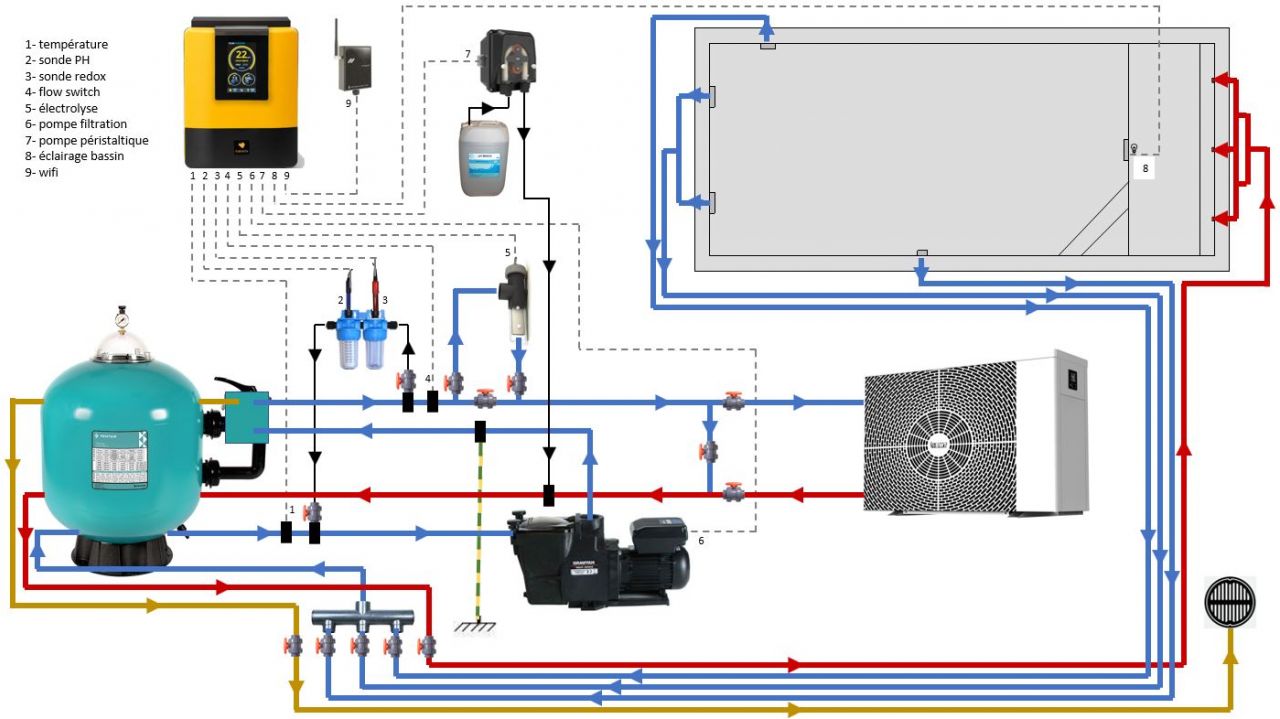 1- température
2- sonde PH
3- sonde redox
4- flow switch
5- électrolyse
6- pompe filtration
7- pompe péristaltique
8- éclairage bassin
9- wifi
22
9
7
1 2 3 4 5 6 7 8 9
8
5
2
3
4
1
6